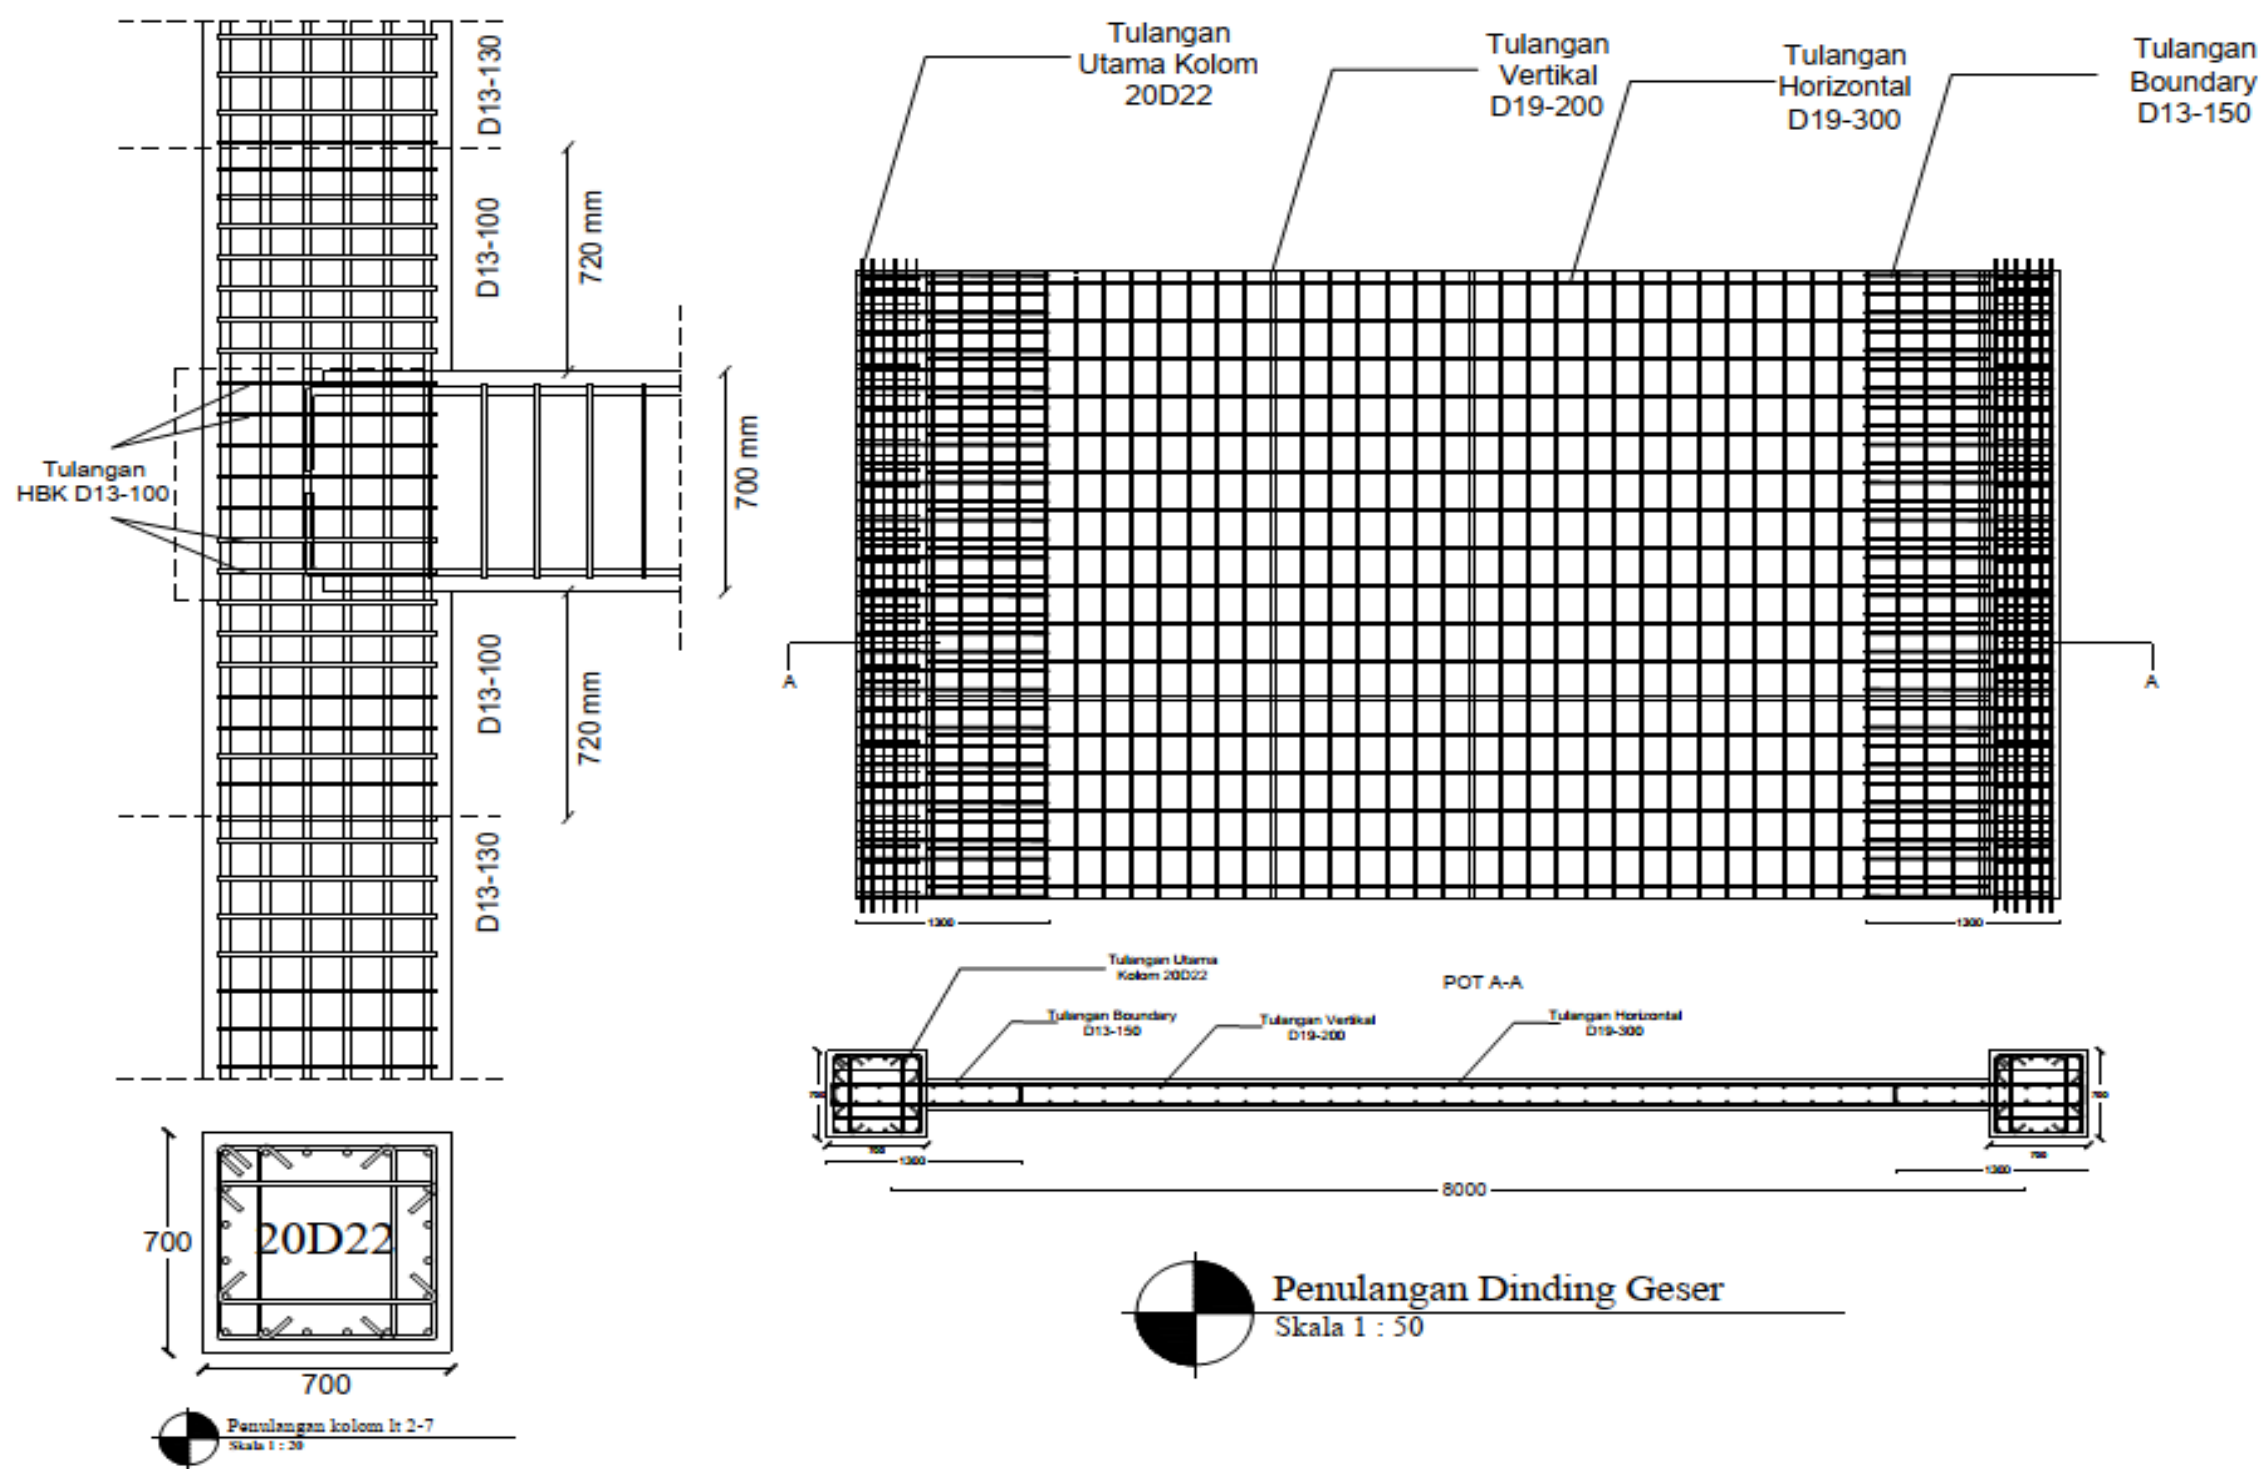 D13-130
D13-100
720 mm
Tulangan
HBK D13-100
700 mm
D13-100
720 mm
D13-130
700
20D22
700
Penulangan kolom lt 2-7
Skala 1 : 20
Tulangan
Utama Kolom
20D22
Tulangan
Vertikal
D19-200
Tulangan
Horizontal
D19-300
Tulangan
Boundary
D13-150
A
A
1300
1300
Tulangan Utama
Kolom 20D22
POT A-A
Tulangan Boundary
D13-150
Tulangan Vertikal
D19-200
Tulangan Horizontal
D19-300
700
700
700
1300
700
1300
8000
Penulangan Dinding Geser
Skala 1 : 50